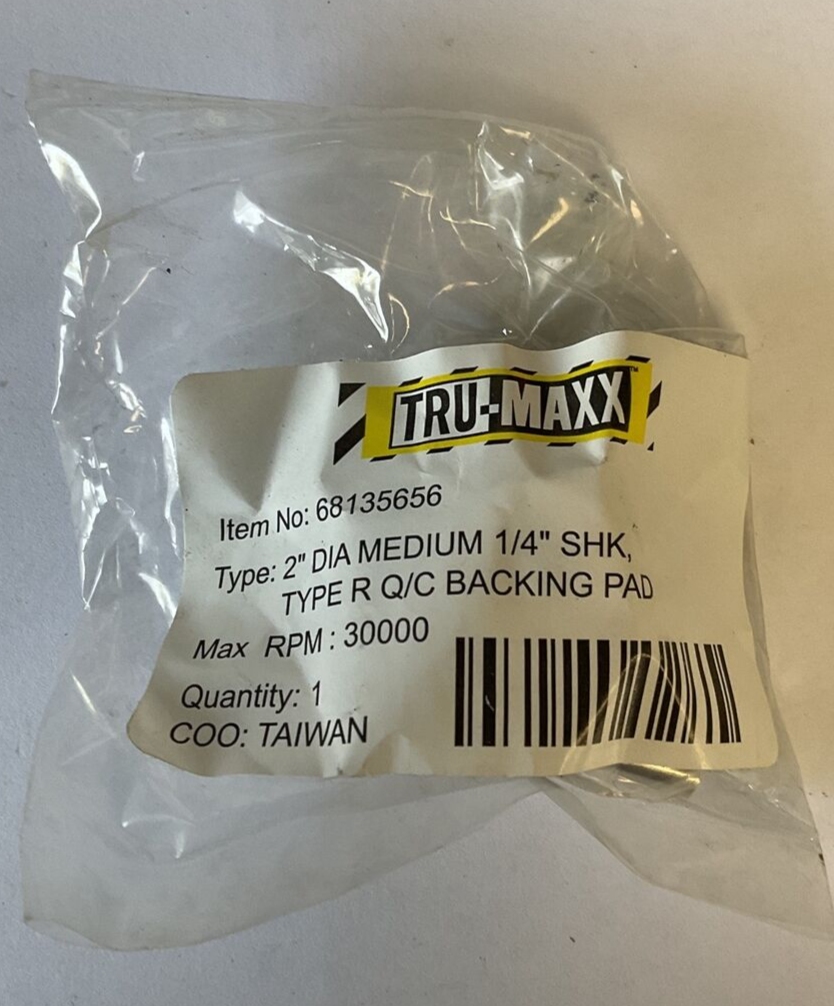 TRU-MAXX™
Item No: 68135656
Type: 2" DIA MEDIUM 1/4" SHK,
TYPE R Q/C BACKING PAD
Max RPM : 30000
Quantity: 1
COO: TAIWAN